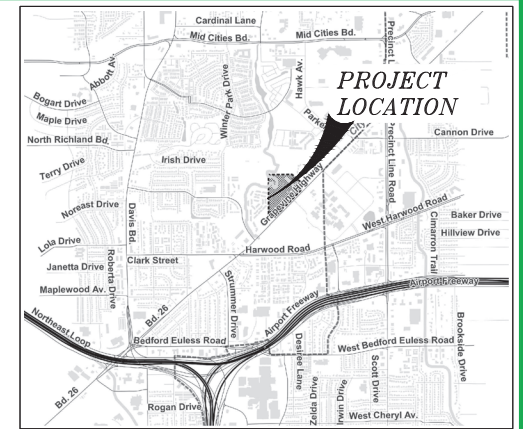 Cardinal Lane
Mid Cities Bd.
Mid Cities Bd.
Precinct L
Abbott Av.
Winter Park Drive
Hawk Av.
PROJECT
LOCATION
Bogart Drive
Maple Drive
North Richland Bd.
Parke
City
Cannon Drive
Irish Drive
Terry Drive
Precinct Line Road
Grapevine Highway
Noreast Drive
Davis Bd.
West Harwood Road
Baker Drive
Hillview Drive
Cimarron Trail
Lola Drive
Harwood Road
Clark Street
Janetta Drive
Roberta Drive
Maplewood Av.
Strummer Drive
Airport Freeway
Airport Freeway
Bd. 26
Northeast Loop
Bedford Euless Road
West Bedford Euless Road
Brookside Drive
Desiree Lane
Scott Drive
Zelda Drive
Irwin Drive
Bd. 26
Rogan Drive
West Cheryl Av.